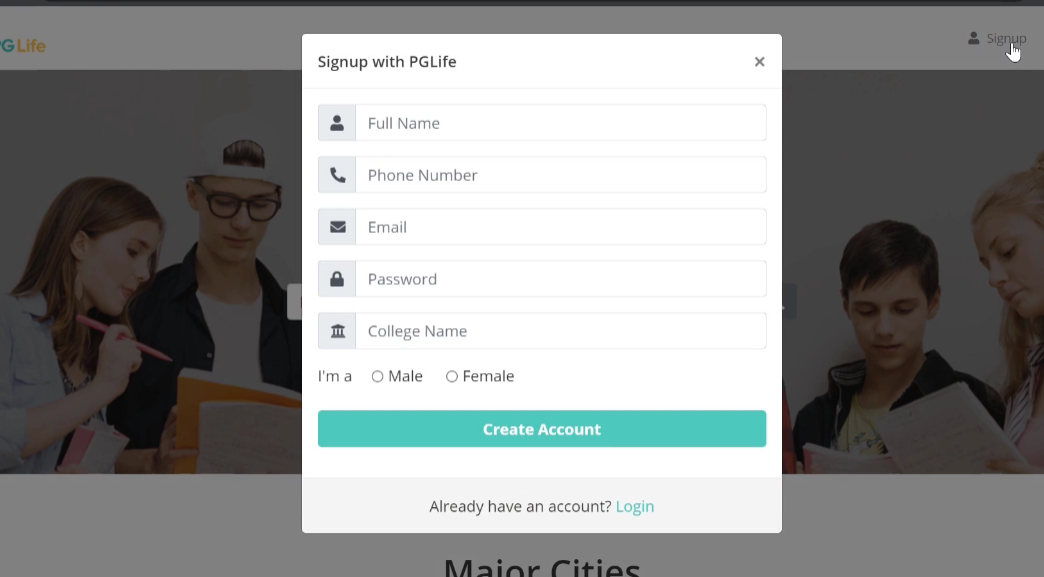 PGLife
Signup
Signup with PGLife
×
Full Name
Phone Number
Email
Password
College Name
I'm a Male Female
Create Account
Already have an account? Login
Major Cities